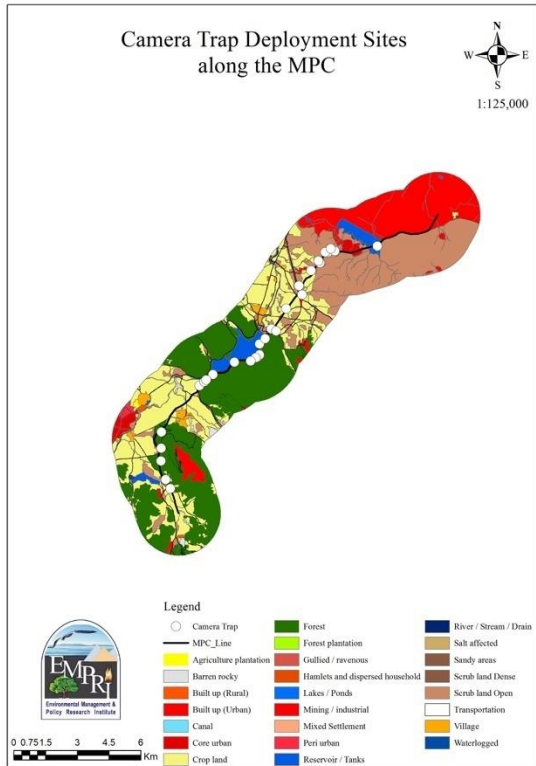 Camera Trap Deployment Sites
along the MPC
N
W E
S
1:125,000
Legend
Camera Trap
MPC_Line
Agriculture plantation
Barren rocky
Built up (Rural)
Built up (Urban)
Canal
Core urban
Crop land
Forest
Forest plantation
Gullied / ravenous
Hamlets and dispersed household
Lakes / Ponds
Mining / industrial
Mixed Settlement
Peri urban
Reservoir / Tanks
River / Stream / Drain
Salt affected
Sandy areas
Scrub land Dense
Scrub land Open
Transportation
Village
Waterlogged
EMPRI
Environmental Management &
Policy Research Institute
0 0.751.5 3 4.5 6
Km